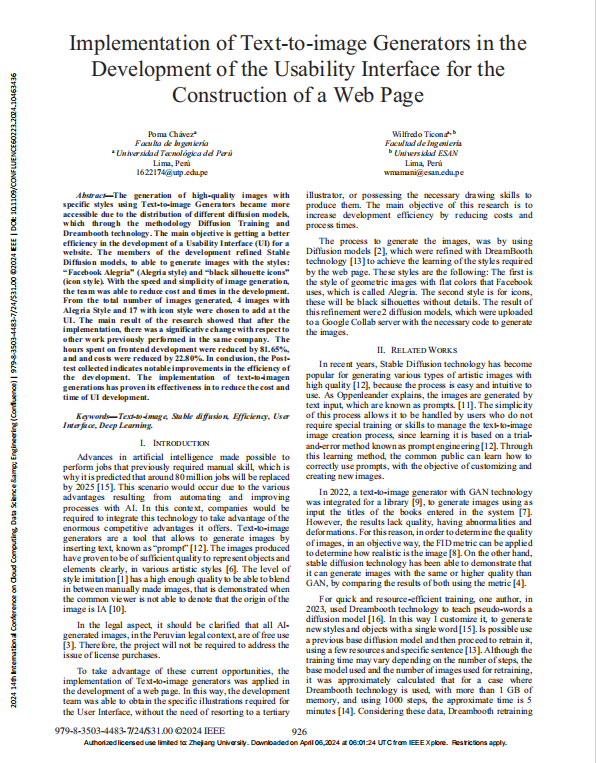 Implementation of Text-to-image Generators in the
Development of the Usability Interface for the
Construction of a Web Page
Poma Chávezᵃ
Faculta de Ingeniería
ᵃ Universidad Tecnológica del Perú
Lima, Perú
1622174@utp.edu.pe
Wilfredo Ticonaᵃ,ᵇ
Facultad de Ingeniería
ᵇ Universidad ESAN
Lima, Perú
wmamani@esan.edu.pe
Abstract—The generation of high-quality images with
specific styles using Text-to-image Generators became more
accessible due to the distribution of different diffusion models,
which through the methodology Diffusion Training and
Dreambooth technology. The main objective is getting a better
efficiency in the development of a Usability Interface (UI) for a
website. The members of the development refined Stable
Diffusion models, to able to generate images with the styles:
“Facebook Alegría” (Alegria style) and “black silhouette icons”
(icon style). With the speed and simplicity of image generation,
the team was able to reduce cost and times in the development.
From the total number of images generated, 4 images with
Alegria Style and 17 with icon style were chosen to add at the
UI. The main result of the research showed that after the
implementation, there was a significant change with respect to
other work previously performed in the same company. The
hours spent on frontend development were reduced by 81.65%,
and and costs were reduced by 22.80%. In conclusion, the Post-
test collected indicates notable improvements in the efficiency of
the development. The implementation of text-to-imagen
generations has proven its effectiveness in to reduce the cost and
time of UI development.
Keywords—Text-to-image, Stable diffusion, Efficiency, User
Interface, Deep Learning.
I. INTRODUCTION
Advances in artificial intelligence made possible to
perform jobs that previously required manual skill, which is
why it is predicted that around 80 million jobs will be replaced
by 2025 [15]. This scenario would occur due to the various
advantages resulting from automating and improving
processes with AI. In this context, companies would be
required to integrate this technology to take advantage of the
enormous competitive advantages it offers. Text-to-image
generators are a tool that allows to generate images by
inserting text, known as “prompt” [12]. The images produced
have proven to be of sufficient quality to represent objects and
elements clearly, in various artistic styles [6]. The level of
style imitation [1] has a high enough quality to be able to blend
in between manually made images, that is demonstrated when
the common viewer is not able to denote that the origin of the
image is IA [10].
In the legal aspect, it should be clarified that all AI-
generated images, in the Peruvian legal context, are of free use
[3]. Therefore, the project will not be required to address the
issue of license purchases.
To take advantage of these current opportunities, the
implementation of Text-to-image generators was applied in
the development of a web page. In this way, the development
team was able to obtain the specific illustrations required for
the User Interface, without the need of resorting to a tertiary
illustrator, or possessing the necessary drawing skills to
produce them. The main objective of this research is to
increase development efficiency by reducing costs and
process times.
The process to generate the images, was by using
Diffusion models [2], which were refined with DreamBooth
technology [13] to achieve the learning of the styles required
by the web page. These styles are the following: The first is
the style of geometric images with flat colors that Facebook
uses, which is called Alegria. The second style is for icons,
these will be black silhouettes without details. The result of
this refinement were 2 diffusion models, which were uploaded
to a Google Collab server with the necessary code to generate
the images.
II. RELATED WORKS
In recent years, Stable Diffusion technology has become
popular for generating various types of artistic images with
high quality [12], because the process is easy and intuitive to
use. As Oppenleander explains, the images are generated by
text input, which are known as prompts. [11]. The simplicity
of this process allows it to be handled by users who do not
require special training or skills to manage the text-to-image
image creation process, since learning it is based on a trial-
and-error method known as prompt engineering [12]. Through
this learning method, the common public can learn how to
correctly use prompts, with the objective of customizing and
creating new images.
In 2022, a text-to-image generator with GAN technology
was integrated for a library [9], to generate images using as
input the titles of the books entered in the system [7].
However, the results lack quality, having abnormalities and
deformations. For this reason, in order to determine the quality
of images, in an objective way, the FID metric can be applied
to determine how realistic is the image [8]. On the other hand,
stable diffusion technology has been able to demonstrate that
it can generate images with the same or higher quality than
GAN, by comparing the results of both using the metric [4].
For quick and resource-efficient training, one author, in
2023, used Dreambooth technology to teach pseudo-words a
diffusion model [16]. In this way I customize it, to generate
new styles and objects with a single word [15]. Is possible use
a previous base diffusion model and then proceed to retrain it,
using a few resources and specific sentence [13]. Although the
training time may vary depending on the number of steps, the
base model used and the number of images used for retraining,
it was approximately calculated that for a case where
Dreambooth technology is used, with more than 1 GB of
memory, and using 1000 steps, the approximate time is 5
minutes [14]. Considering these data, Dreambooth retraining
2024 14th International Conference on Cloud Computing, Data Science &amp; Engineering (Confluence) | 979-8-3503-4483-7/24/$31.00 ©2024 IEEE | DOI: 10.1109/CONFLUENCE60223.2024.10463436
979-8-3503-4483-7/24/$31.00 ©2024 IEEE
926
Authorized licensed use limited to: Zhejiang University. Downloaded on April 06,2024 at 06:01:24 UTC from IEEE Xplore. Restrictions apply.